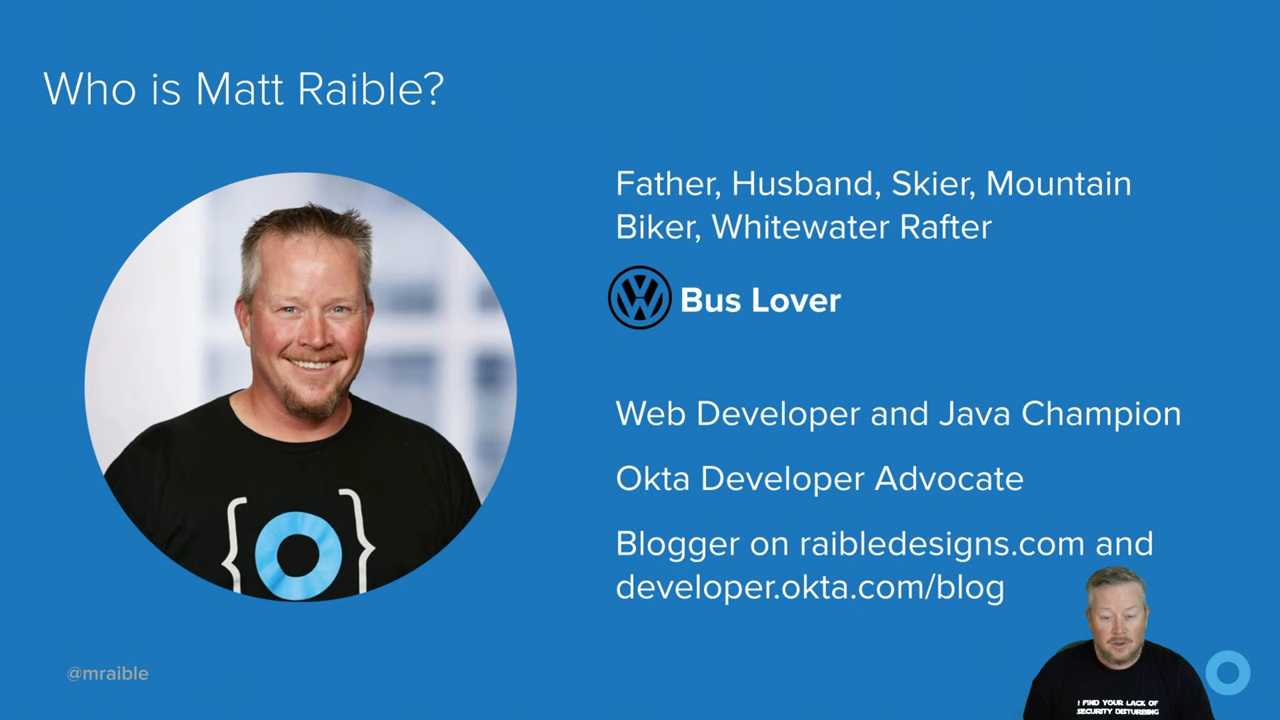 Who is Matt Raible?
Father, Husband, Skier, Mountain
Biker, Whitewater Rafter
Bus Lover
Web Developer and Java Champion
Okta Developer Advocate
Blogger on raibledesigns.com and
developer.okta.com/blog
@mraible
I FIND YOUR LACK OF
SECURITY DISTURBING